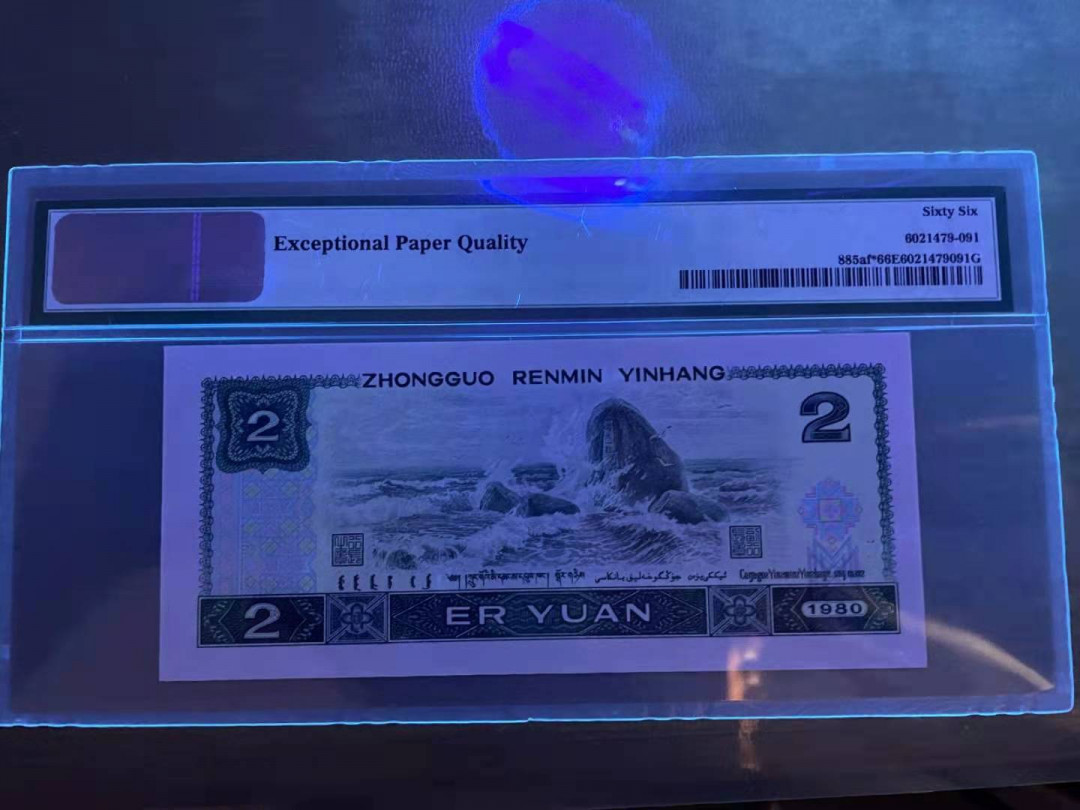 Sixty Six
Exceptional Paper Quality
6021479-091
885af*66E6021479091G
ZHONGGUO RENMIN YINHANG
2
2
2
ER YUAN
1980